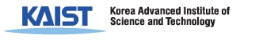 KAIST Korea Advanced Institute of
Science and Technology